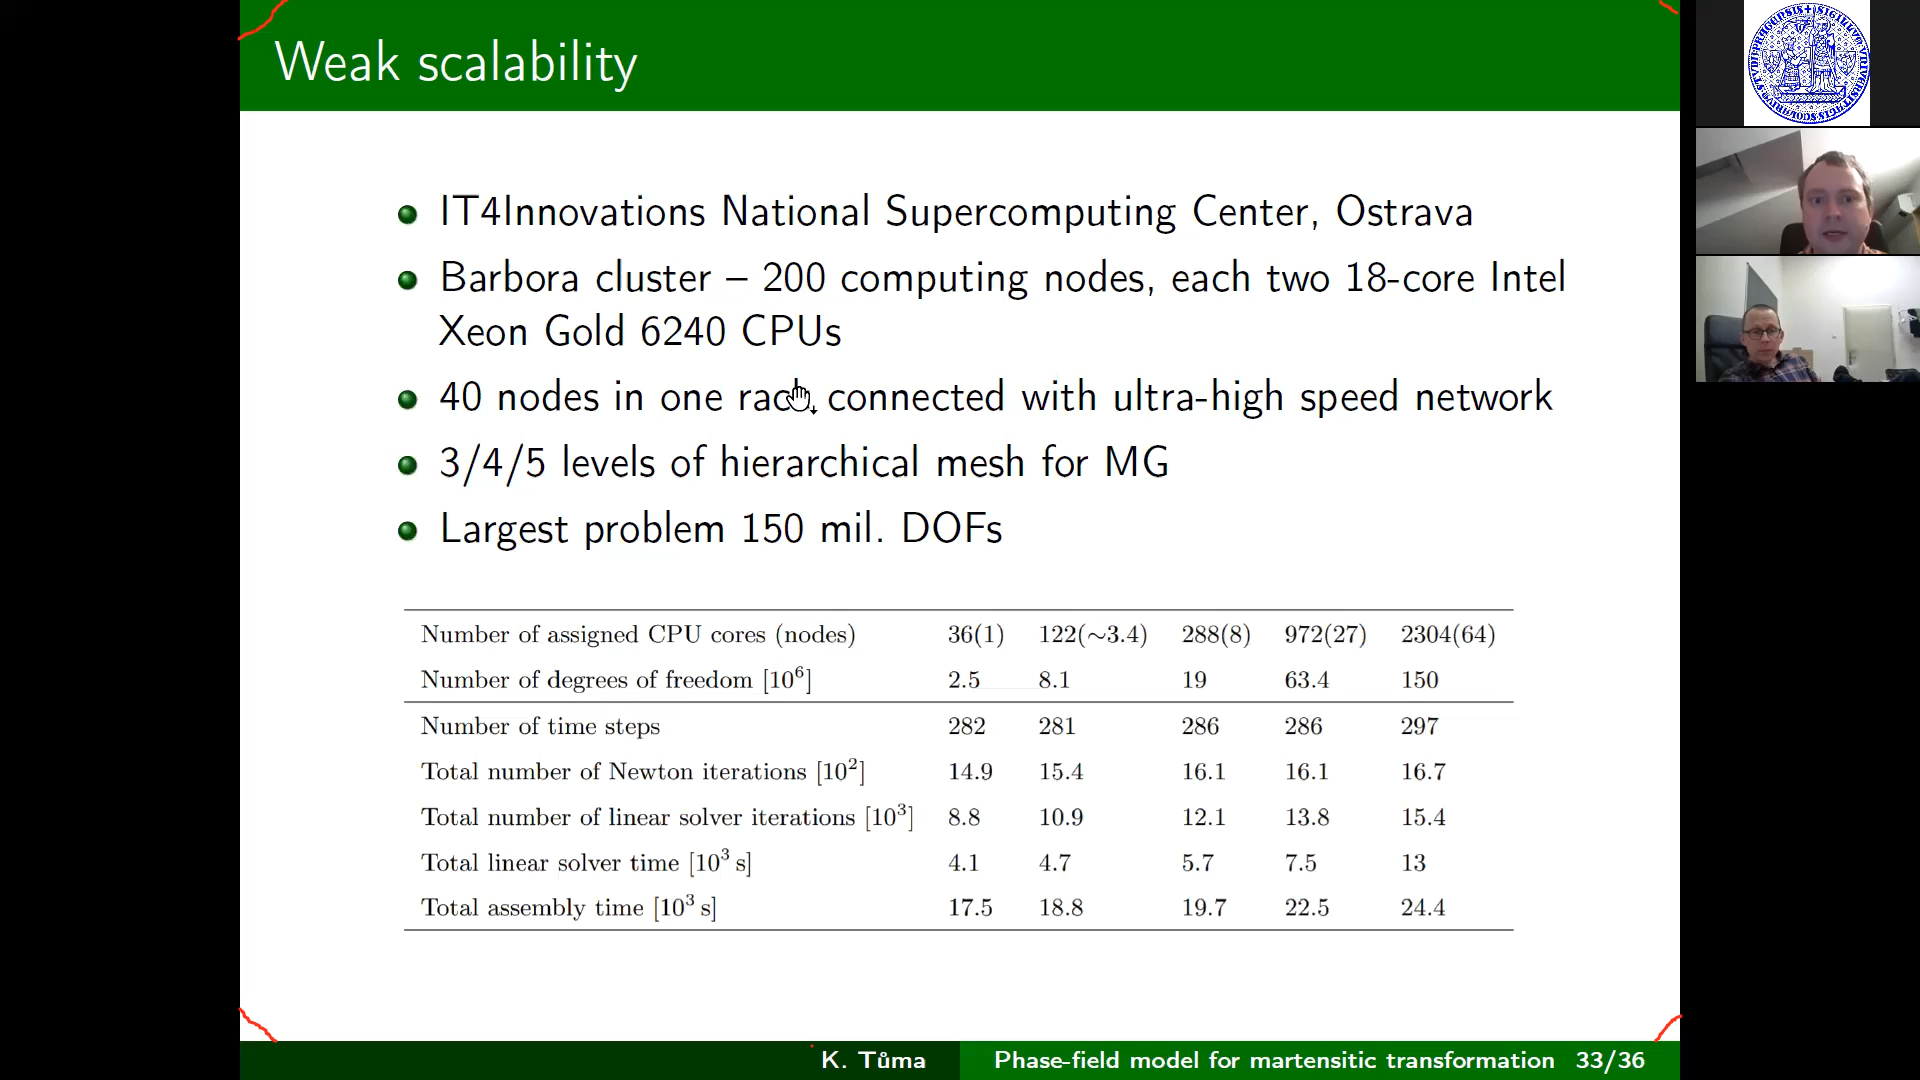 Weak scalability
IT4Innovations National Supercomputing Center, Ostrava
Barbora cluster – 200 computing nodes, each two 18-core Intel
Xeon Gold 6240 CPUs
40 nodes in one rack, connected with ultra-high speed network
3/4/5 levels of hierarchical mesh for MG
Largest problem 150 mil. DOFs
Number of assigned CPU cores (nodes) 36(1) 122(∼3.4) 288(8) 972(27) 2304(64)
Number of degrees of freedom [10⁶] 2.5 8.1 19 63.4 150
Number of time steps 282 281 286 286 297
Total number of Newton iterations [10²] 14.9 15.4 16.1 16.1 16.7
Total number of linear solver iterations [10³] 8.8 10.9 12.1 13.8 15.4
Total linear solver time [10³ s] 4.1 4.7 5.7 7.5 13
Total assembly time [10³ s] 17.5 18.8 19.7 22.5 24.4
K. Tůma Phase-field model for martensitic transformation 33/36